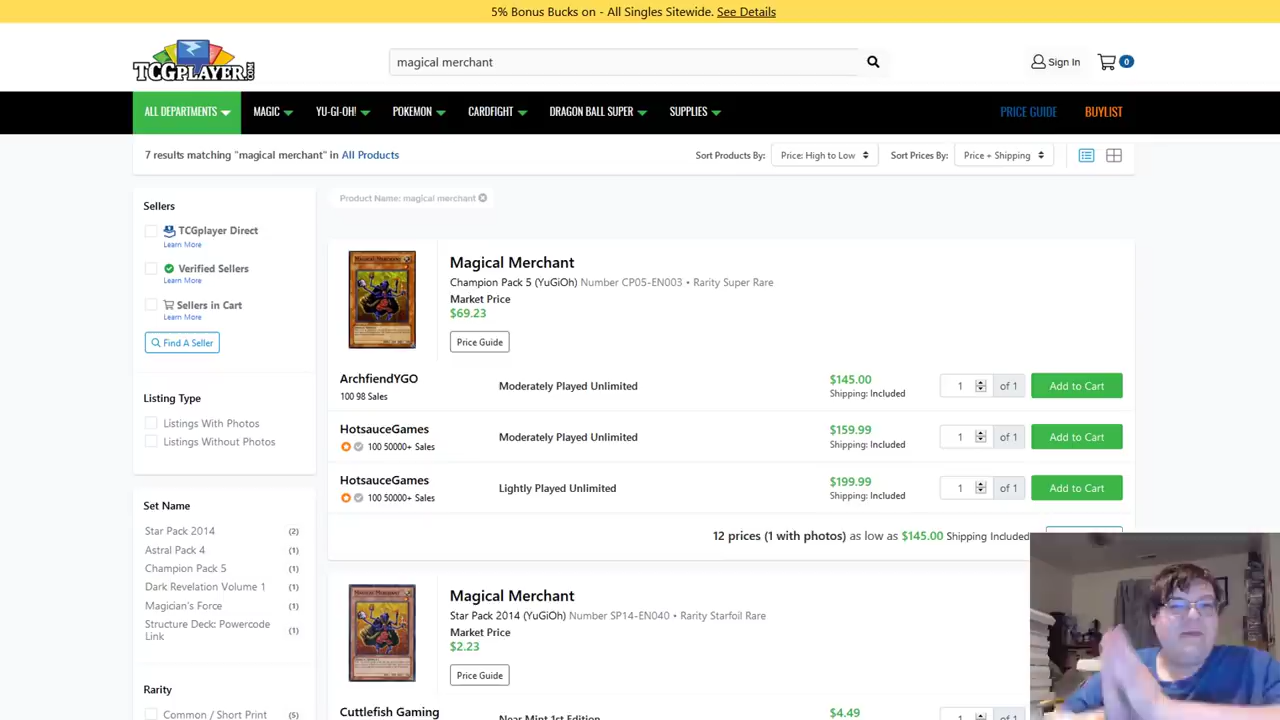 5% Bonus Bucks on - All Singles Sitewide. See Details
TCGPLAYER.COM
magical merchant
Sign In
0
ALL DEPARTMENTS
MAGIC
YU-GI-OH!
POKEMON
CARDFIGHT
DRAGON BALL SUPER
SUPPLIES
PRICE GUIDE
BUYLIST
7 results matching "magical merchant" in All Products
Sort Products By:
Price: High to Low
Sort Prices By:
Price + Shipping
Product Name: magical merchant
Sellers
TCGplayer Direct
Learn More
Verified Sellers
Learn More
Sellers in Cart
Learn More
Find A Seller
Listing Type
Listings With Photos
Listings Without Photos
Set Name
Star Pack 2014 (2)
Astral Pack 4 (1)
Champion Pack 5 (1)
Dark Revelation Volume 1 (1)
Magician's Force (1)
Structure Deck: Powercode
Link (1)
Rarity
Common / Short Print (5)
MAGICAL MERCHANT
Magical Merchant
Champion Pack 5 (YuGiOh) Number CP05-EN003 • Rarity Super Rare
Market Price
$69.23
Price Guide
ArchfiendYGO
100 98 Sales
Moderately Played Unlimited
$145.00
Shipping: Included
1 of 1
Add to Cart
HotsauceGames
100 50000+ Sales
Moderately Played Unlimited
$159.99
Shipping: Included
1 of 1
Add to Cart
HotsauceGames
100 50000+ Sales
Lightly Played Unlimited
$199.99
Shipping: Included
1 of 1
Add to Cart
12 prices (1 with photos) as low as $145.00 Shipping Included
MAGICAL MERCHANT
Magical Merchant
Star Pack 2014 (YuGiOh) Number SP14-EN040 • Rarity Starfoil Rare
Market Price
$2.23
Price Guide
Cuttlefish Gaming
Near Mint 1st Edition
$4.49